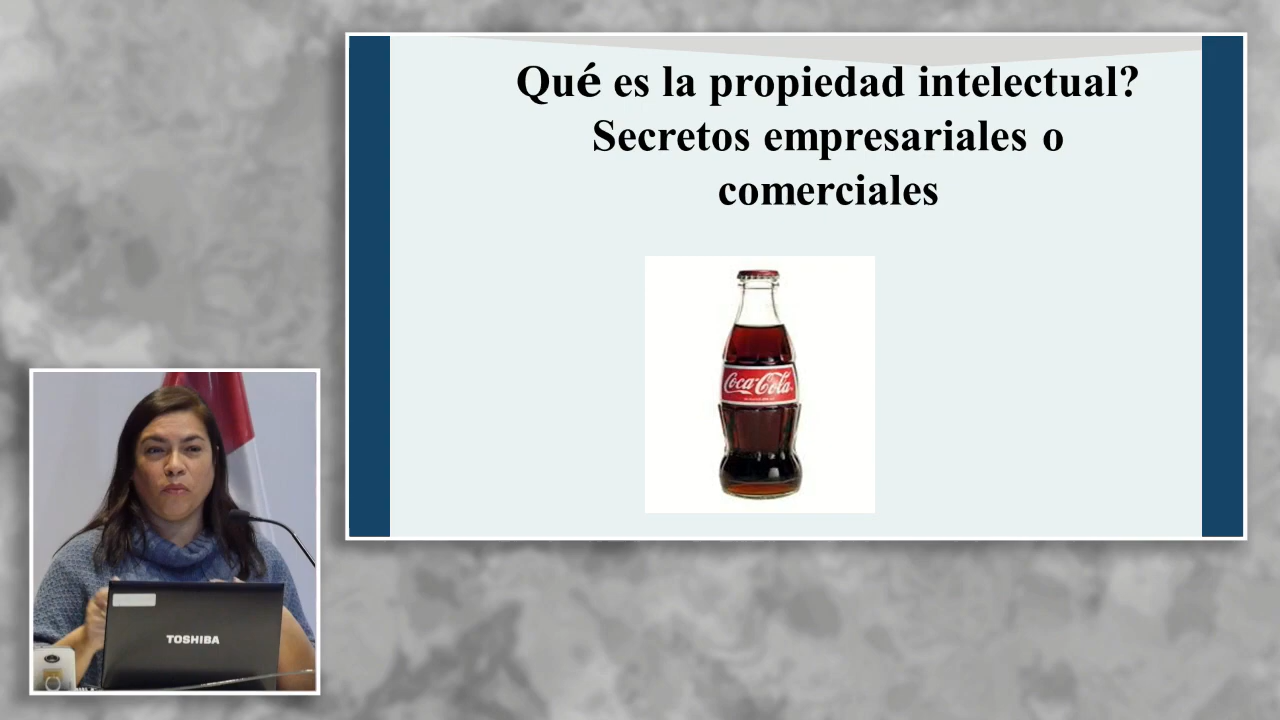 Qué es la propiedad intelectual?
Secretos empresariales o
comerciales
Coca-Cola
TOSHIBA